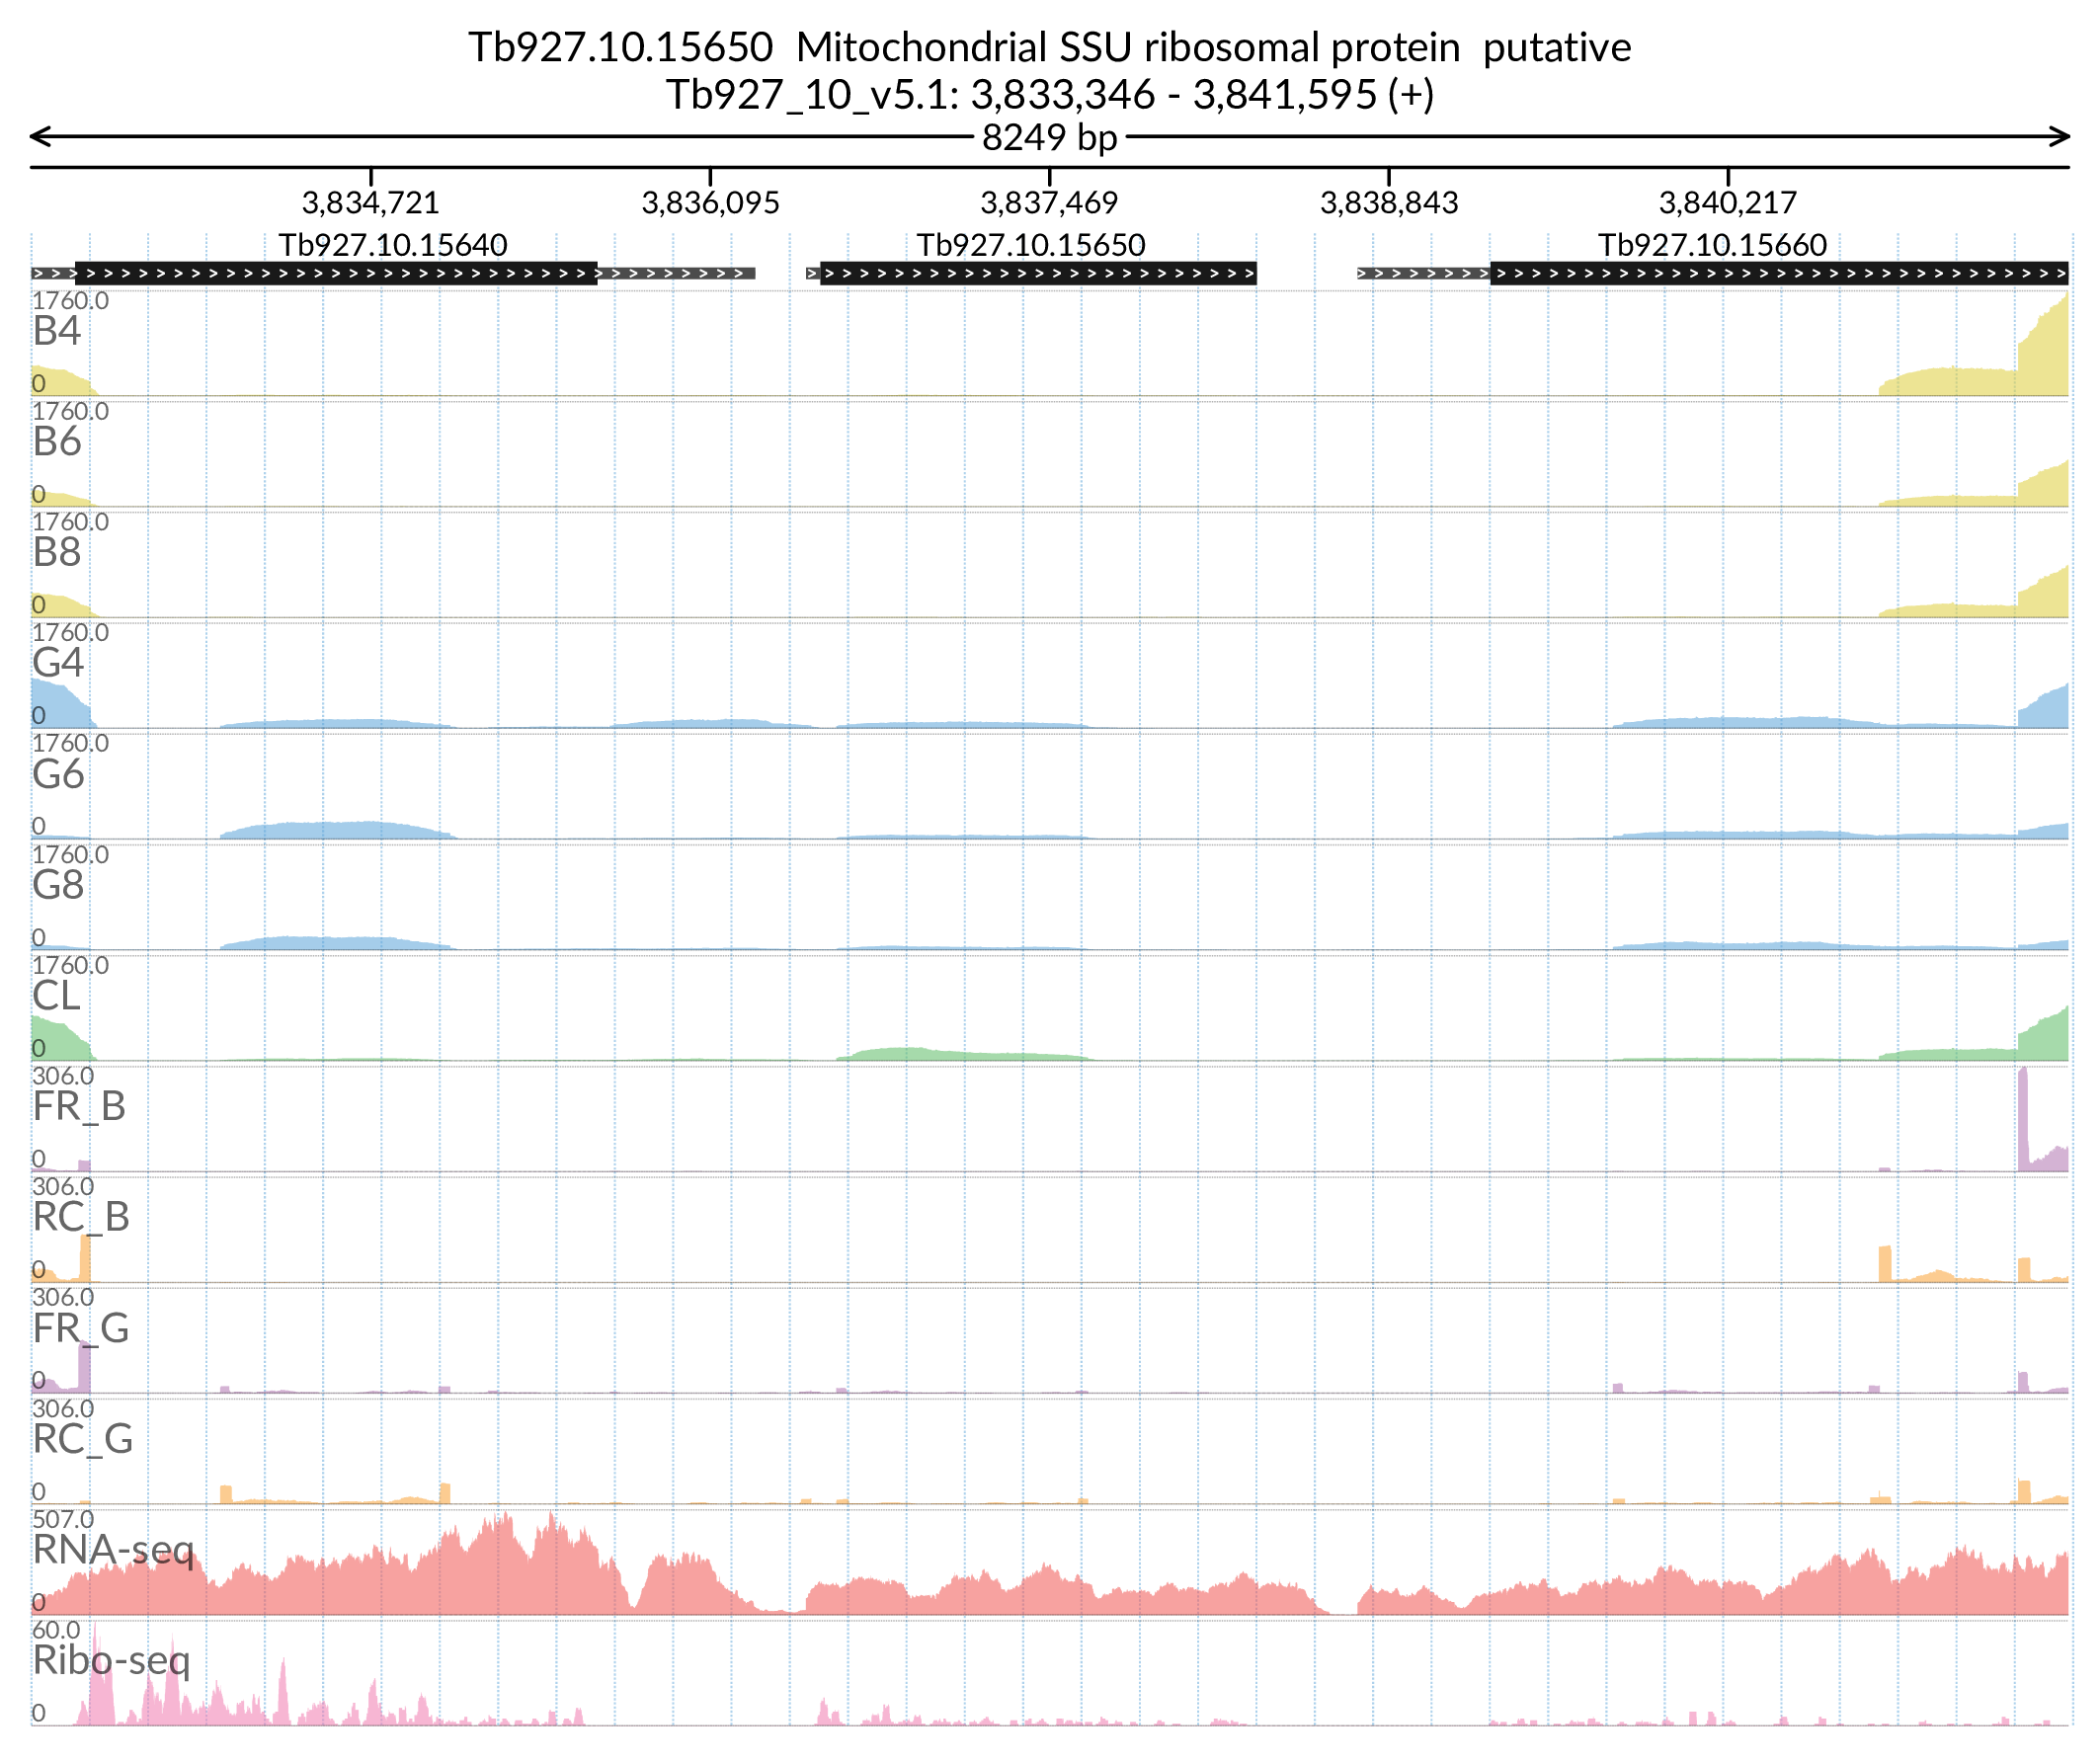 Tb927.10.15650 Mitochondrial SSU ribosomal protein putative
Tb927_10_v5.1: 3,833,346 - 3,841,595 (+)
8249 bp
3,834,721 3,836,095 3,837,469 3,838,843 3,840,217
Tb927.10.15640 Tb927.10.15650 Tb927.10.15660
1760.0
B4
0
1760.0
B6
0
1760.0
B8
0
1760.0
G4
0
1760.0
G6
0
1760.0
G8
0
1760.0
CL
0
306.0
FR_B
0
306.0
RC_B
0
306.0
FR_G
0
306.0
RC_G
0
507.0
RNA-seq
0
60.0
Ribo-seq
0